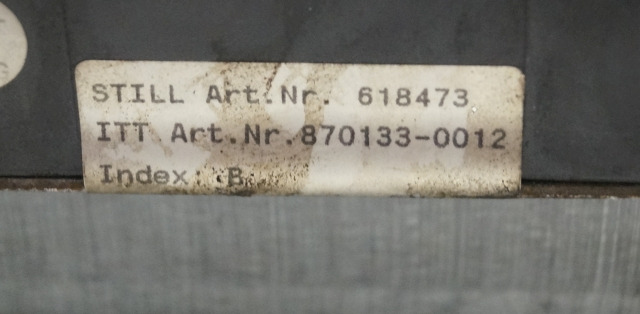 STILL Art.Nr. 618473
ITT Art.Nr.870133-0012
Index: B